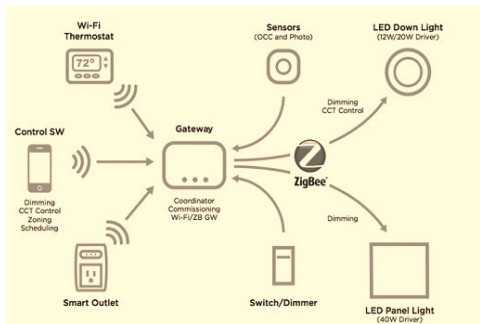 Wi-Fi
Thermostat
72°
Sensors
(OCC and Photo)
LED Down Light
(12W/20W Driver)
Dimming
CCT Control
Control SW
Gateway
ZigBee®
Dimming
CCT Control
Zoning
Scheduling
Coordinator
Commissioning
Wi-Fi/ZB GW
Dimming
Smart Outlet
Switch/Dimmer
LED Panel Light
(40W Driver)